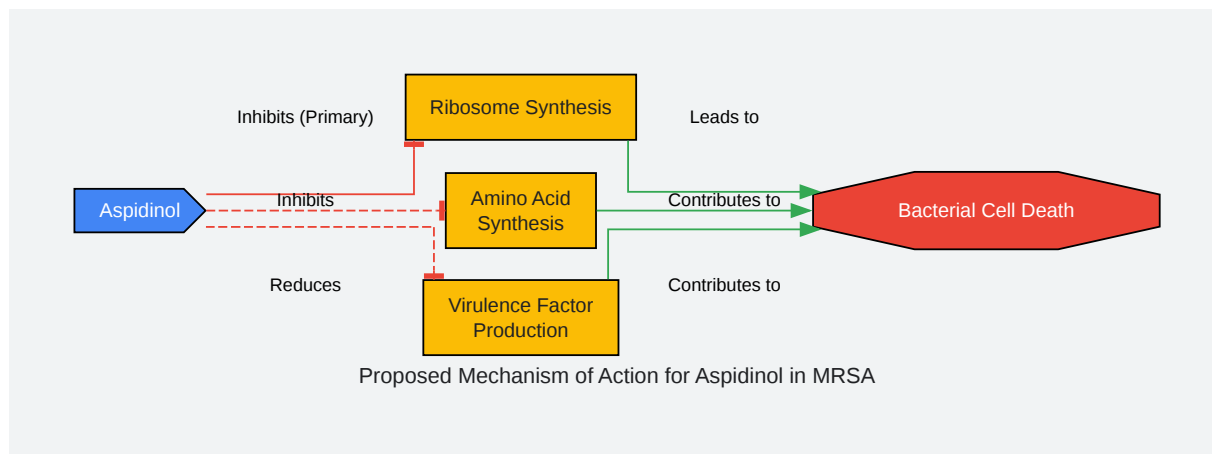 Inhibits (Primary)
Ribosome Synthesis
Leads to
Aspidinol
Inhibits
Amino Acid
Synthesis
Contributes to
Bacterial Cell Death
Reduces
Virulence Factor
Production
Contributes to
Proposed Mechanism of Action for Aspidinol in MRSA